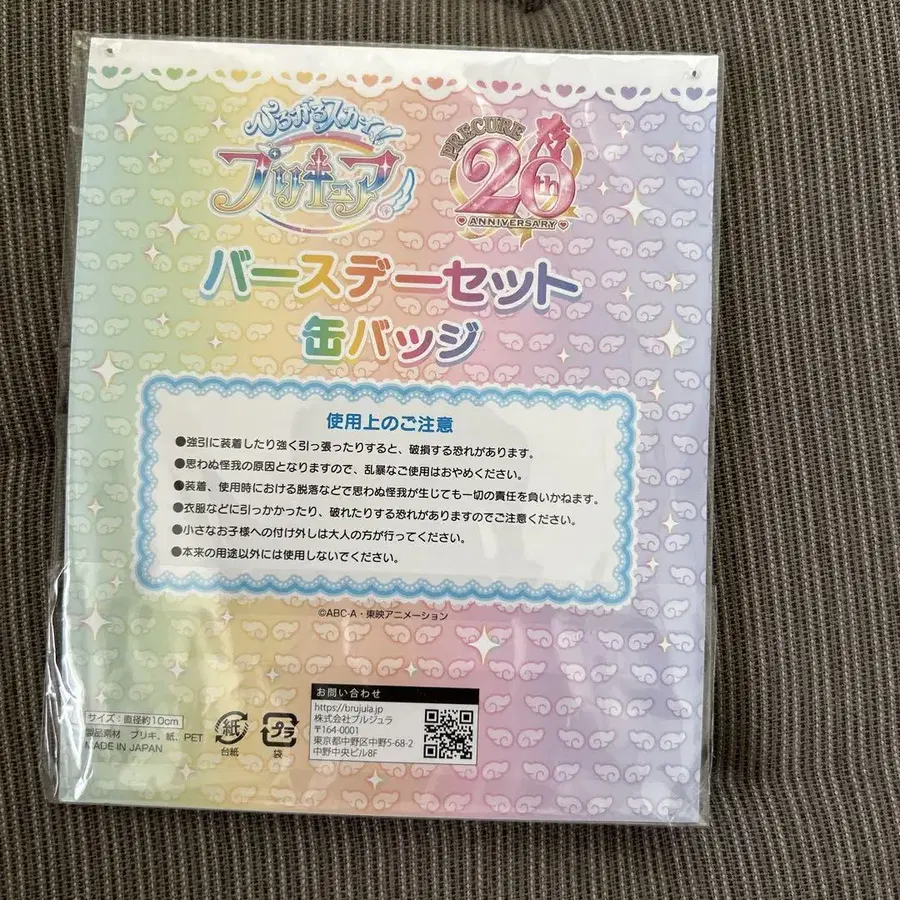 ひろがるスカイ!
プリキュア
PRECURE
20th
ANNIVERSARY
バースデーセット
缶バッジ
使用上のご注意
●強引に装着したり強く引っ張ったりすると、破損する恐れがあります。
●思わぬ怪我の原因となりますので、乱暴なご使用はおやめください。
●装着、使用時における脱落などで思わぬ怪我が生じても一切の責任を負いかねます。
●衣服などに引っかかったり、破れたりする恐れがありますのでご注意ください。
●小さなお子様への付け外しは大人の方が行ってください。
●本来の用途以外には使用しないでください。
©ABC-A・東映アニメーション
サイズ:直径約10cm
製品素材 ブリキ、紙、PET
MADE IN JAPAN
紙
台紙
プラ
袋
お問い合わせ
https://brujula.jp
株式会社ブルジュラ
〒164-0001
東京都中野区中野5-68-2
中野中央ビル8F